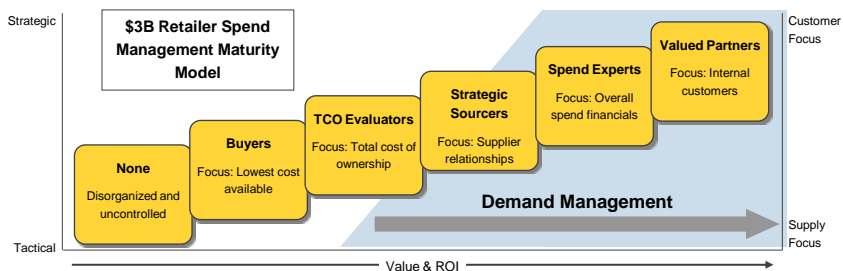 Strategic
$3B Retailer Spend
Management Maturity
Model
Customer
Focus
Valued Partners
Focus: Internal
customers
Spend Experts
Focus: Overall
spend financials
Strategic
Sourcers
Focus: Supplier
relationships
TCO Evaluators
Focus: Total cost of
ownership
Buyers
Focus: Lowest cost
available
None
Disorganized and
uncontrolled
Demand Management
Tactical
Supply
Focus
Value & ROI